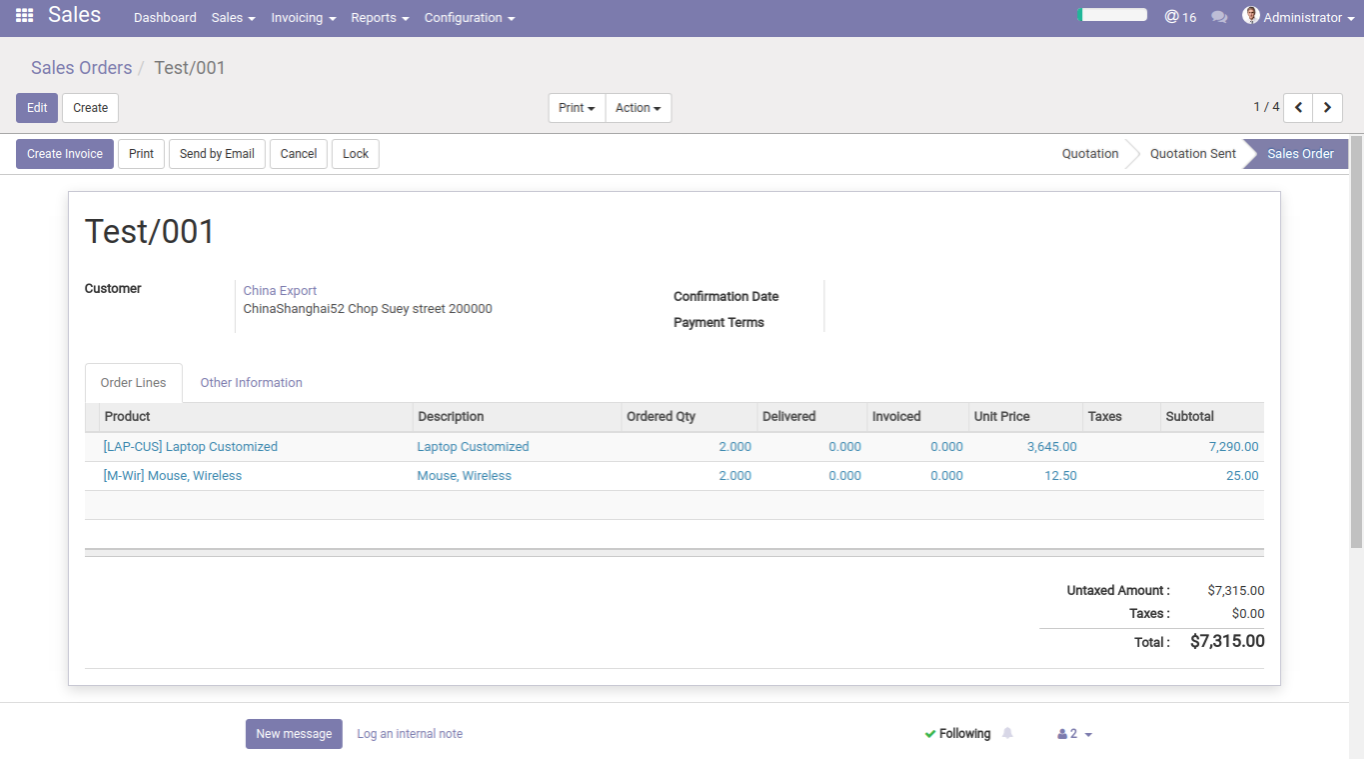 Sales Dashboard Sales Invoicing Reports Configuration @ 16 Administrator
Sales Orders / Test/001
Edit Create Print Action 1 / 4
Create Invoice Print Send by Email Cancel Lock Quotation Quotation Sent Sales Order
Test/001
Customer China Export
ChinaShanghai52 Chop Suey street 200000
Confirmation Date
Payment Terms
Order Lines Other Information
Product Description Ordered Qty Delivered Invoiced Unit Price Taxes Subtotal
[LAP-CUS] Laptop Customized Laptop Customized 2.000 0.000 0.000 3,645.00 7,290.00
[M-Wir] Mouse, Wireless Mouse, Wireless 2.000 0.000 0.000 12.50 25.00
Untaxed Amount : $7,315.00
Taxes : $0.00
Total : $7,315.00
New message Log an internal note Following 2